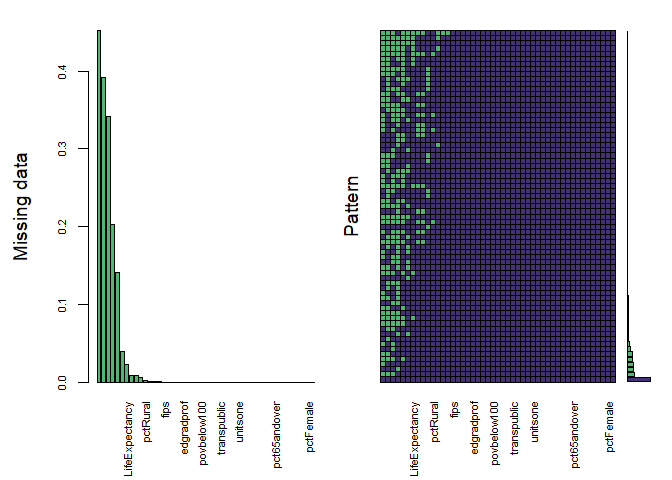 Missing data
0.0
0.1
0.2
0.3
0.4
LifeExpectancy
pctRural
fips
edgradprof
povbelow100
transpublic
unitsone
pct65andover
pctFemale
Pattern
LifeExpectancy
pctRural
fips
edgradprof
povbelow100
transpublic
unitsone
pct65andover
pctFemale